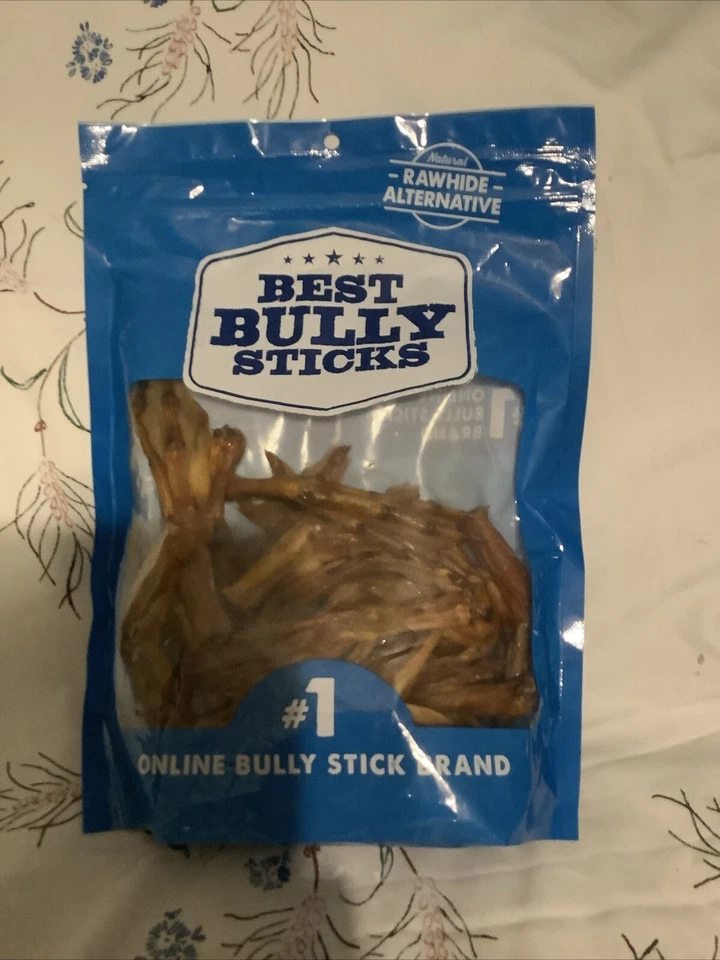 Natural
RAWHIDE
ALTERNATIVE
BEST
BULLY
STICKS
#1
ONLINE BULLY STICK BRAND